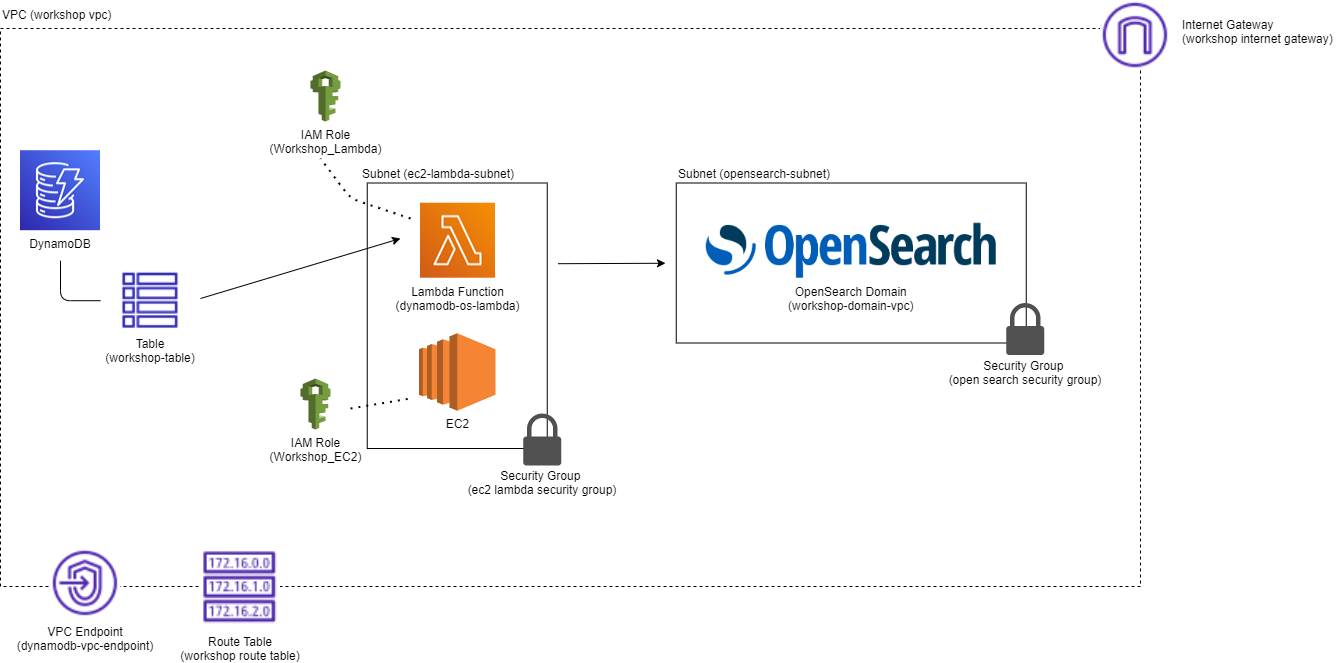 VPC (workshop vpc)
Internet Gateway
(workshop internet gateway)
IAM Role
(Workshop_Lambda)
Subnet (ec2-lambda-subnet)
Subnet (opensearch-subnet)
DynamoDB
OpenSearch
Lambda Function
(dynamodb-os-lambda)
OpenSearch Domain
(workshop-domain-vpc)
Table
(workshop-table)
Security Group
(open search security group)
EC2
IAM Role
(Workshop_EC2)
Security Group
(ec2 lambda security group)
172.16.0.0
172.16.1.0
172.16.2.0
VPC Endpoint
(dynamodb-vpc-endpoint)
Route Table
(workshop route table)